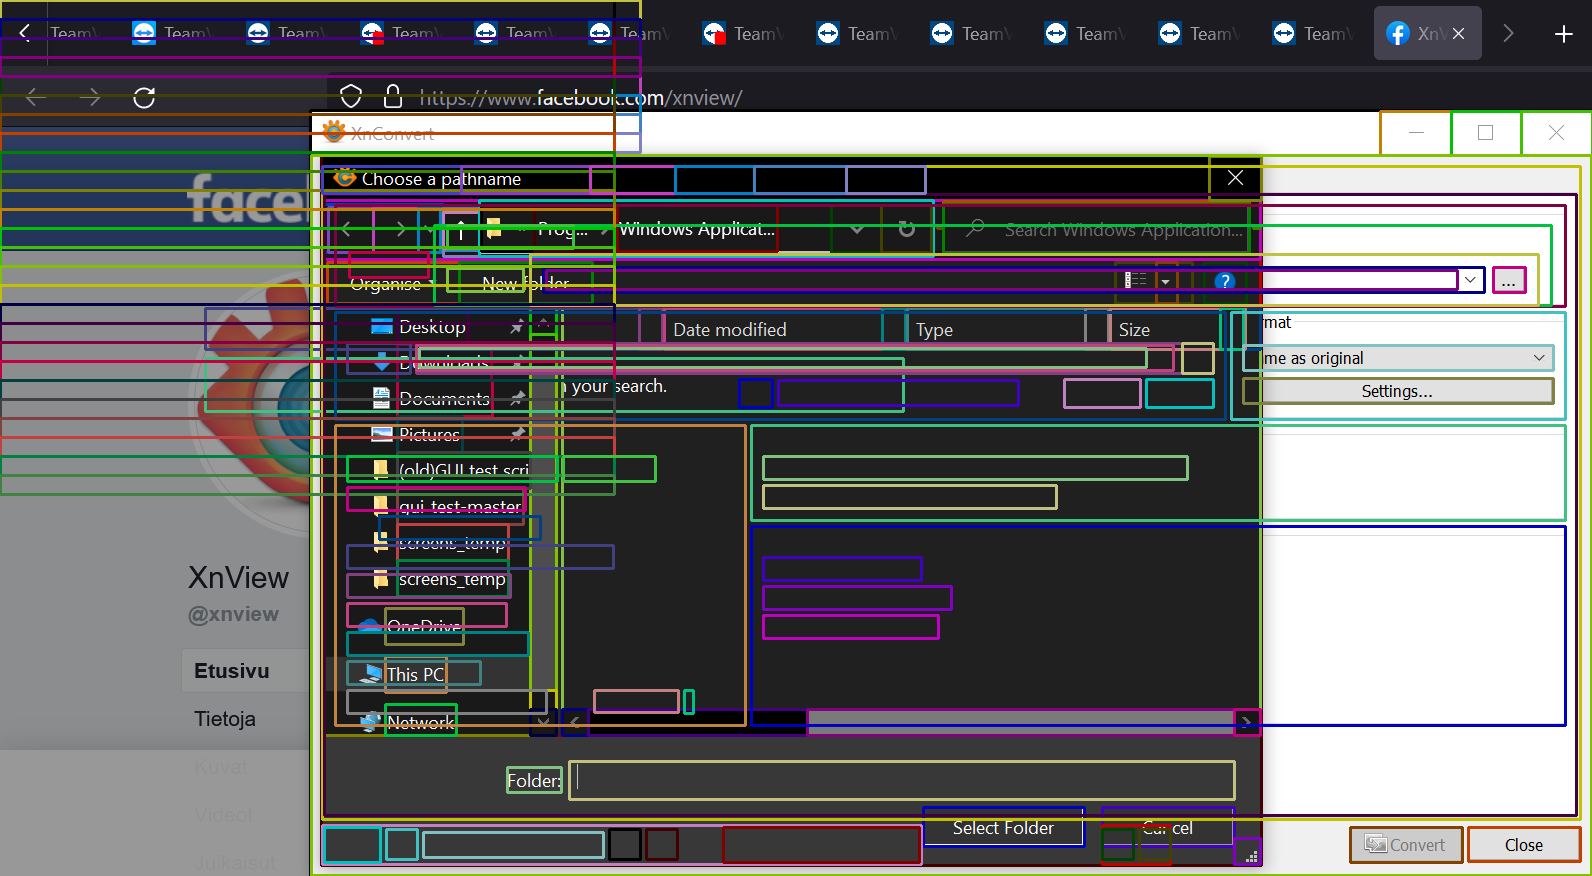 Team Team Team Team Team Team Team Team Team Team Team Team XnV
https://www.facebook.com/xnview/
XnConvert
Choose a pathname
Prog... Windows Applicat... Search Windows Application...
Organise New folder ? ...
Desktop Date modified Type Size
Downloads me as original
n your search.
Documents Settings...
Pictures
(old)GUI test scri
gui-test-master
screens_temp
XnView screens_temp
@xnview
OneDrive
Etusivu This PC
Tietoja Network
Kuvat
Folder:
Videot
Select Folder Cancel
Convert Close
Julkaisut